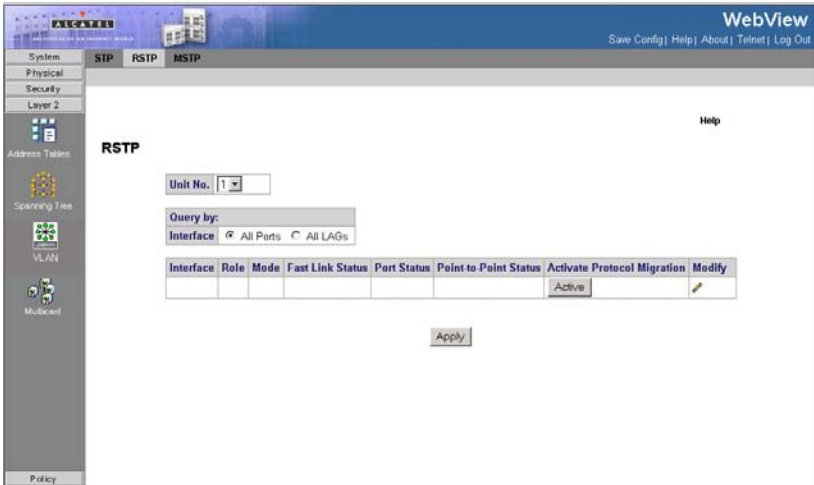 ALCATEL
WebView
Save Config| Help| About| Telnet| Log Out
System
STP RSTP MSTP
Physical
Security
Layer 2
Help
Address Tables
RSTP
Unit No. 1
Spanning Tree
Query by:
Interface All Ports All LAGs
VLAN
Interface Role Mode Fast Link Status Port Status Point-to-Point Status Activate Protocol Migration Modify
Active
Multicast
Apply
Policy